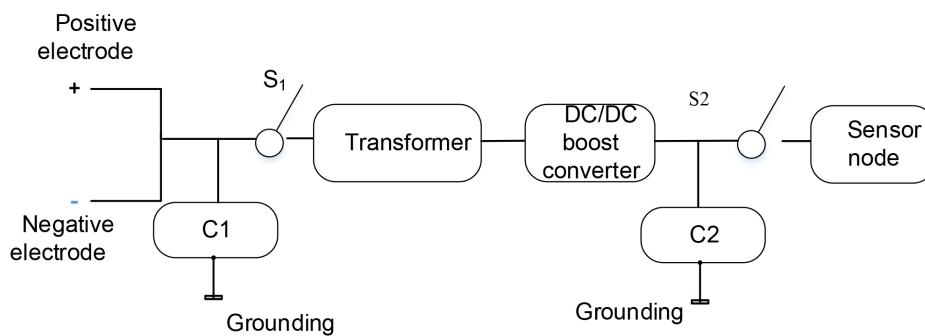 Positive
electrode
+
S1
S2
Transformer
DC/DC
boost
converter
Sensor
node
-
Negative
electrode
C1
C2
Grounding
Grounding